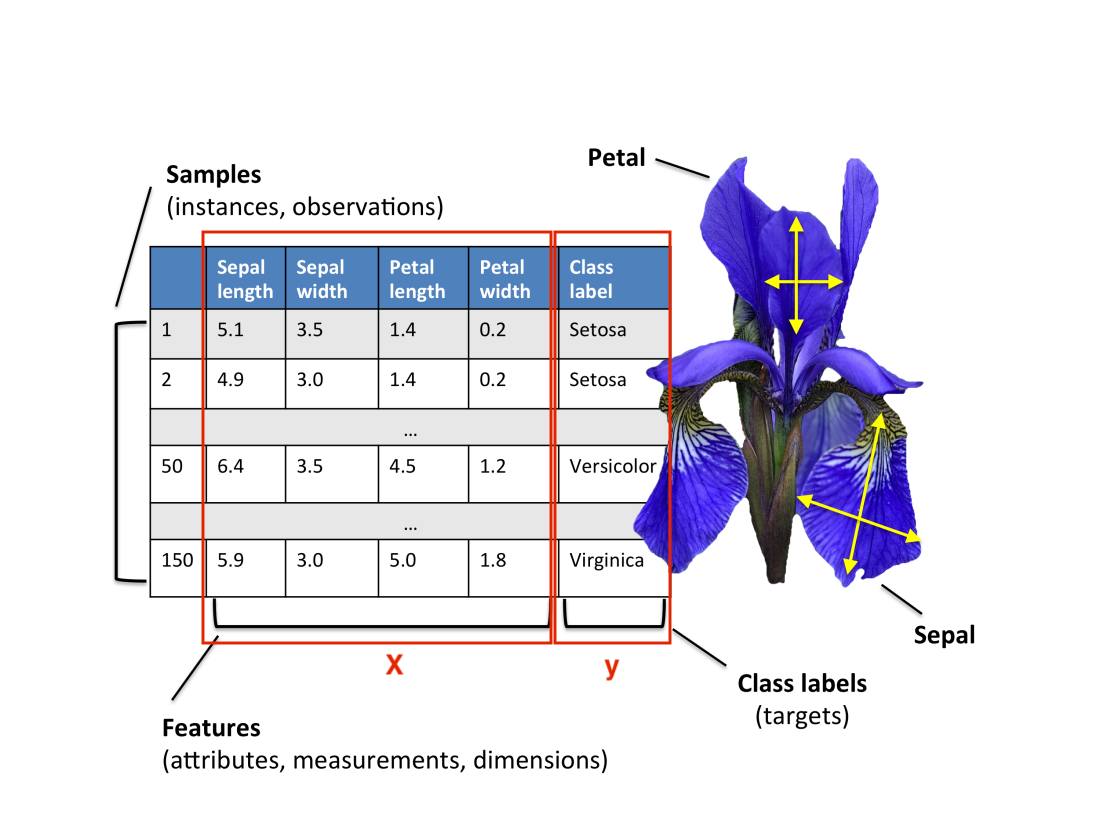 Petal
Samples
(instances, observations)
Sepal length Sepal width Petal length Petal width Class label
1 5.1 3.5 1.4 0.2 Setosa
2 4.9 3.0 1.4 0.2 Setosa
...
50 6.4 3.5 4.5 1.2 Versicolor
...
150 5.9 3.0 5.0 1.8 Virginica
Sepal
X y
Class labels
(targets)
Features
(attributes, measurements, dimensions)